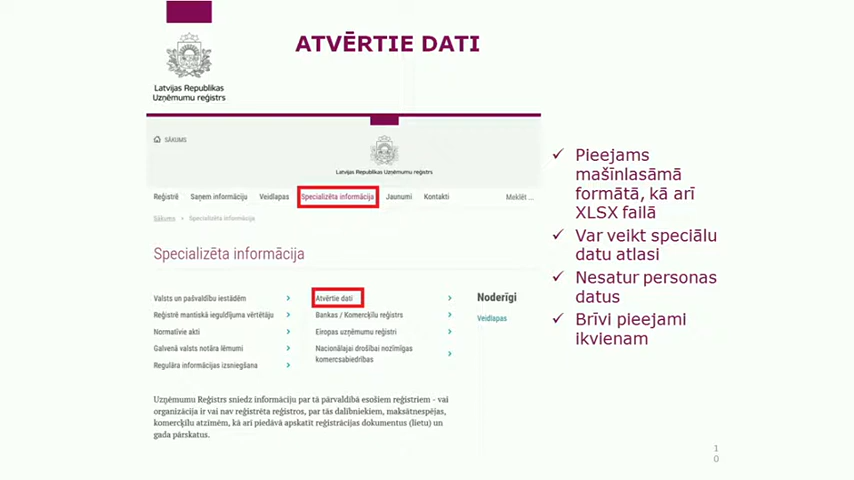 ATVĒRTIE DATI
Latvijas Republikas
Uzņēmumu reģistrs
SĀKUMS
Latvijas Republikas Uzņēmumu reģistrs
Reģistrē
Saņem informāciju
Veidlapas
Specializēta informācija
Jaunumi
Kontakti
Meklēt ...
Sākums • Specializēta informācija
Specializēta informācija
Valsts un pašvaldību iestādēm
Reģistrē mantiskā ieguldījuma vērtētāju
Normatīvie akti
Galvenā valsts notāra lēmumi
Regulāra informācijas izsniegšana
Atvērtie dati
Bankas / Komercķīlu reģistrs
Eiropas uzņēmumu reģistri
Nacionālajai drošībai nozīmīgas
komercsabiedrības
Noderīgi
Veidlapas
Uzņēmumu Reģistrs sniedz informāciju par tā pārvaldībā esošiem reģistriem - vai
organizācija ir vai nav reģistrēta reģistros, par tās dalībniekiem, maksātnespējas,
komercķīlu atzīmēm, kā arī piedāvā apskatīt reģistrācijas dokumentus (lietu) un
gada pārskatus.
✓ Pieejams
mašīnlasāmā
formātā, kā arī
XLSX failā
✓ Var veikt speciālu
datu atlasi
✓ Nesatur personas
datus
✓ Brīvi pieejami
ikvienam
1
0